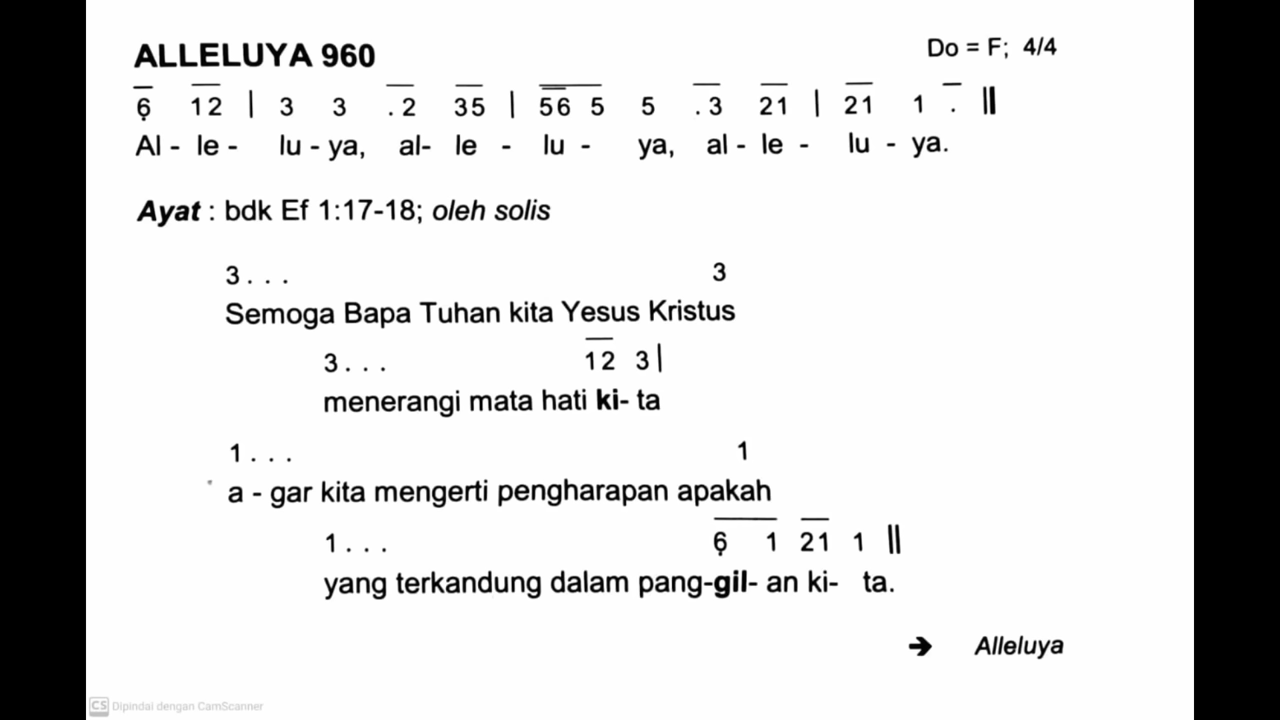 ALLELUYA 960 Do = F; 4/4
6̣ 12 | 3 3 .2 35 | 56 5 5 .3 21 | 21 1 . ||
Al - le - lu - ya, al- le - lu - ya, al - le - lu - ya.
Ayat : bdk Ef 1:17-18; oleh solis
3 . . . 3
Semoga Bapa Tuhan kita Yesus Kristus
3 . . . 12 3|
menerangi mata hati ki- ta
1 . . . 1
a - gar kita mengerti pengharapan apakah
1 . . . 6̣ 1 21 1 ||
yang terkandung dalam pang-gil- an ki- ta.
➔ Alleluya
CS Dipindai dengan CamScanner